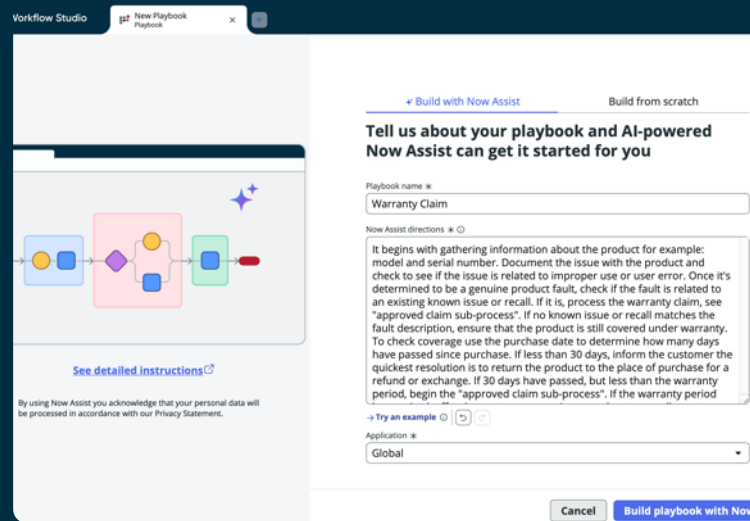 Workflow Studio
New Playbook
Playbook
Build with Now Assist
Build from scratch
Tell us about your playbook and AI-powered
Now Assist can get it started for you
Playbook name *
Warranty Claim
Now Assist directions *
It begins with gathering information about the product for example:
model and serial number. Document the issue with the product and
check to see if the issue is related to improper use or user error. Once it's
determined to be a genuine product fault, check if the fault is related to
an existing known issue or recall. If it is, process the warranty claim, see
"approved claim sub-process". If no known issue or recall matches the
fault description, ensure that the product is still covered under warranty.
To check coverage use the purchase date to determine how many days
have passed since purchase. If less than 30 days, inform the customer the
quickest resolution is to return the product to the place of purchase for a
refund or exchange. If 30 days have passed, but less than the warranty
period, begin the "approved claim sub-process". If the warranty period
See detailed instructions
By using Now Assist you acknowledge that your personal data will
be processed in accordance with our Privacy Statement.
Try an example
Application *
Global
Cancel
Build playbook with Now